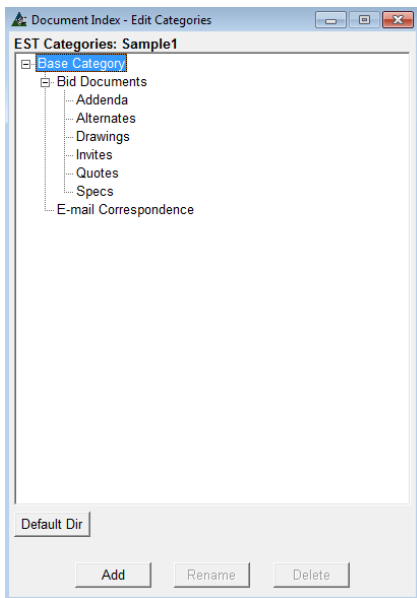 Document Index - Edit Categories
EST Categories: Sample1
Base Category
Bid Documents
Addenda
Alternates
Drawings
Invites
Quotes
Specs
E-mail Correspondence
Default Dir
Add Rename Delete